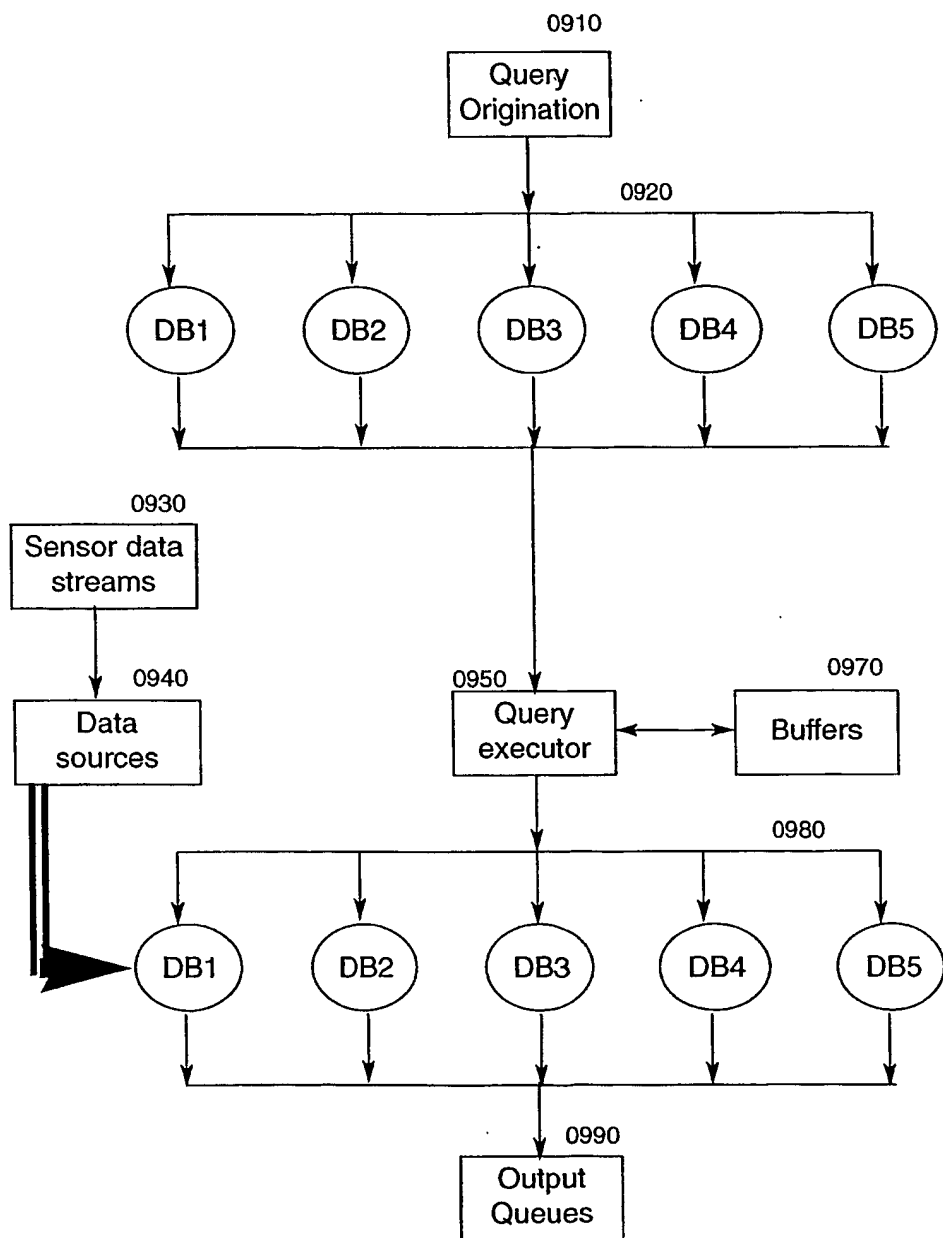 0910
Query
Origination
0920
DB1 DB2 DB3 DB4 DB5
0930
Sensor data
streams
0940
Data
sources
0950
Query
executor
0970
Buffers
0980
DB1 DB2 DB3 DB4 DB5
0990
Output
Queues